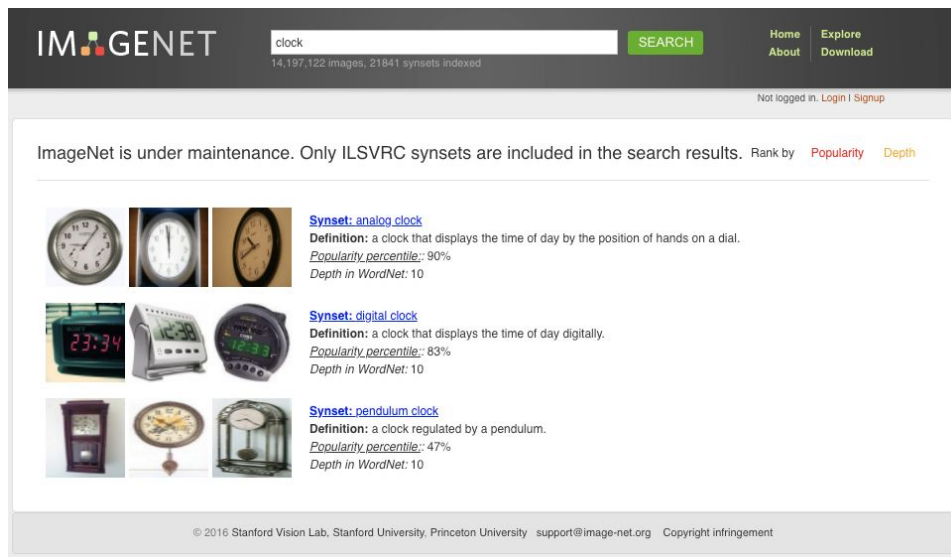 IMAGENET
clock
SEARCH
14,197,122 images, 21841 synsets indexed
Home
Explore
About
Download
Not logged in. Login I Signup
ImageNet is under maintenance. Only ILSVRC synsets are included in the search results. Rank by Popularity Depth
Synset: analog clock
Definition: a clock that displays the time of day by the position of hands on a dial.
Popularity percentile:: 90%
Depth in WordNet: 10
SONY
23:34
12:38
12:33
Synset: digital clock
Definition: a clock that displays the time of day digitally.
Popularity percentile:: 83%
Depth in WordNet: 10
Synset: pendulum clock
Definition: a clock regulated by a pendulum.
Popularity percentile:: 47%
Depth in WordNet: 10
© 2016 Stanford Vision Lab, Stanford University, Princeton University support@image-net.org Copyright infringement